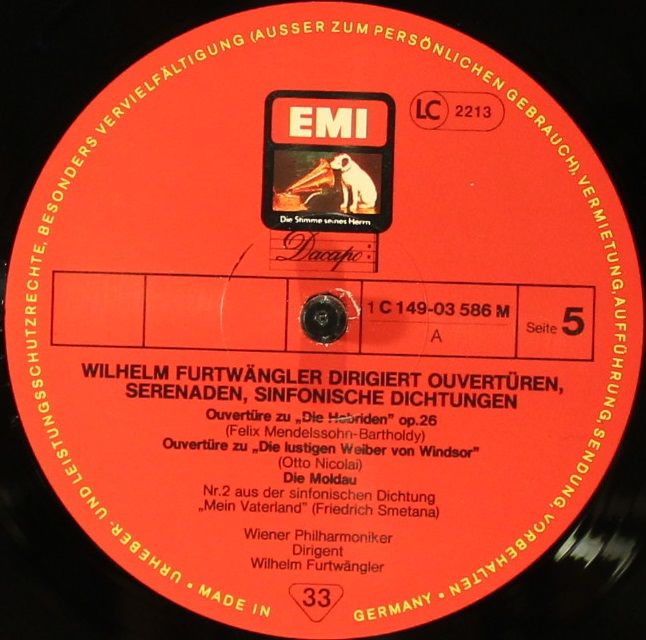 URHEBER- UND LEISTUNGSSCHUTZRECHTE, BESONDERS VERVIELFÄLTIGUNG (AUSSER ZUM PERSÖNLICHEN GEBRAUCH), VERMIETUNG, AUFFÜHRUNG, SENDUNG, VORBEHALTEN
EMI
LC 2213
Die Stimme seines Herrn
Dacapo
1 C 149-03 586 M
A
Seite 5
WILHELM FURTWÄNGLER DIRIGIERT OUVERTÜREN,
SERENADEN, SINFONISCHE DICHTUNGEN
Ouvertüre zu „Die Hebriden" op.26
(Felix Mendelssohn-Bartholdy)
Ouvertüre zu „Die lustigen Weiber von Windsor"
(Otto Nicolai)
Die Moldau
Nr.2 aus der sinfonischen Dichtung
„Mein Vaterland" (Friedrich Smetana)
Wiener Philharmoniker
Dirigent
Wilhelm Furtwängler
33
• MADE IN GERMANY •